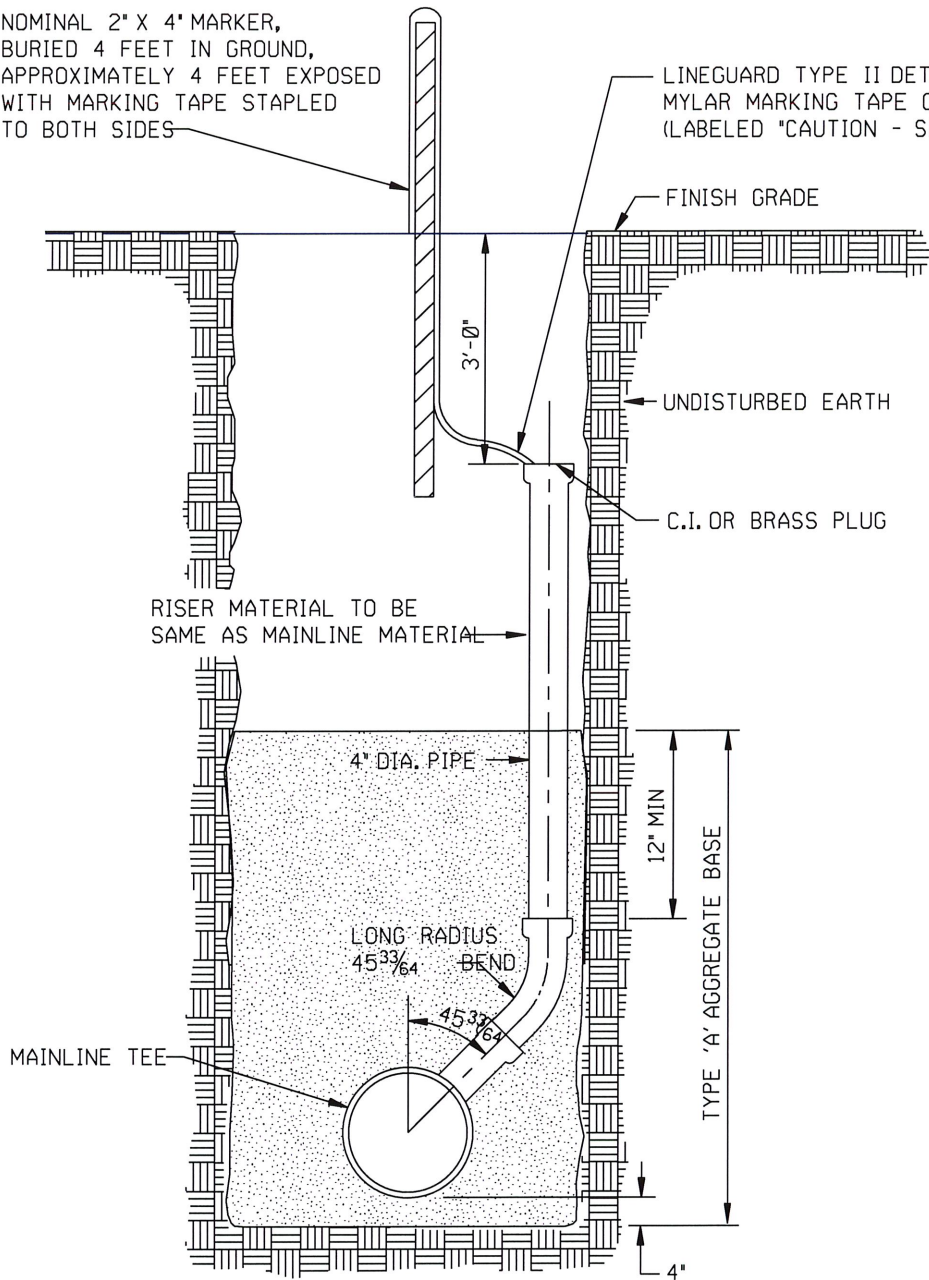 NOMINAL 2" X 4" MARKER,
BURIED 4 FEET IN GROUND,
APPROXIMATELY 4 FEET EXPOSED
WITH MARKING TAPE STAPLED
TO BOTH SIDES
LINEGUARD TYPE II DET
MYLAR MARKING TAPE
(LABELED "CAUTION - S
FINISH GRADE
3'-0"
UNDISTURBED EARTH
C.I. OR BRASS PLUG
RISER MATERIAL TO BE
SAME AS MAINLINE MATERIAL
4" DIA. PIPE
12" MIN
TYPE 'A' AGGREGATE BASE
LONG RADIUS
45 33/64 BEND
45 33/64
MAINLINE TEE
4"